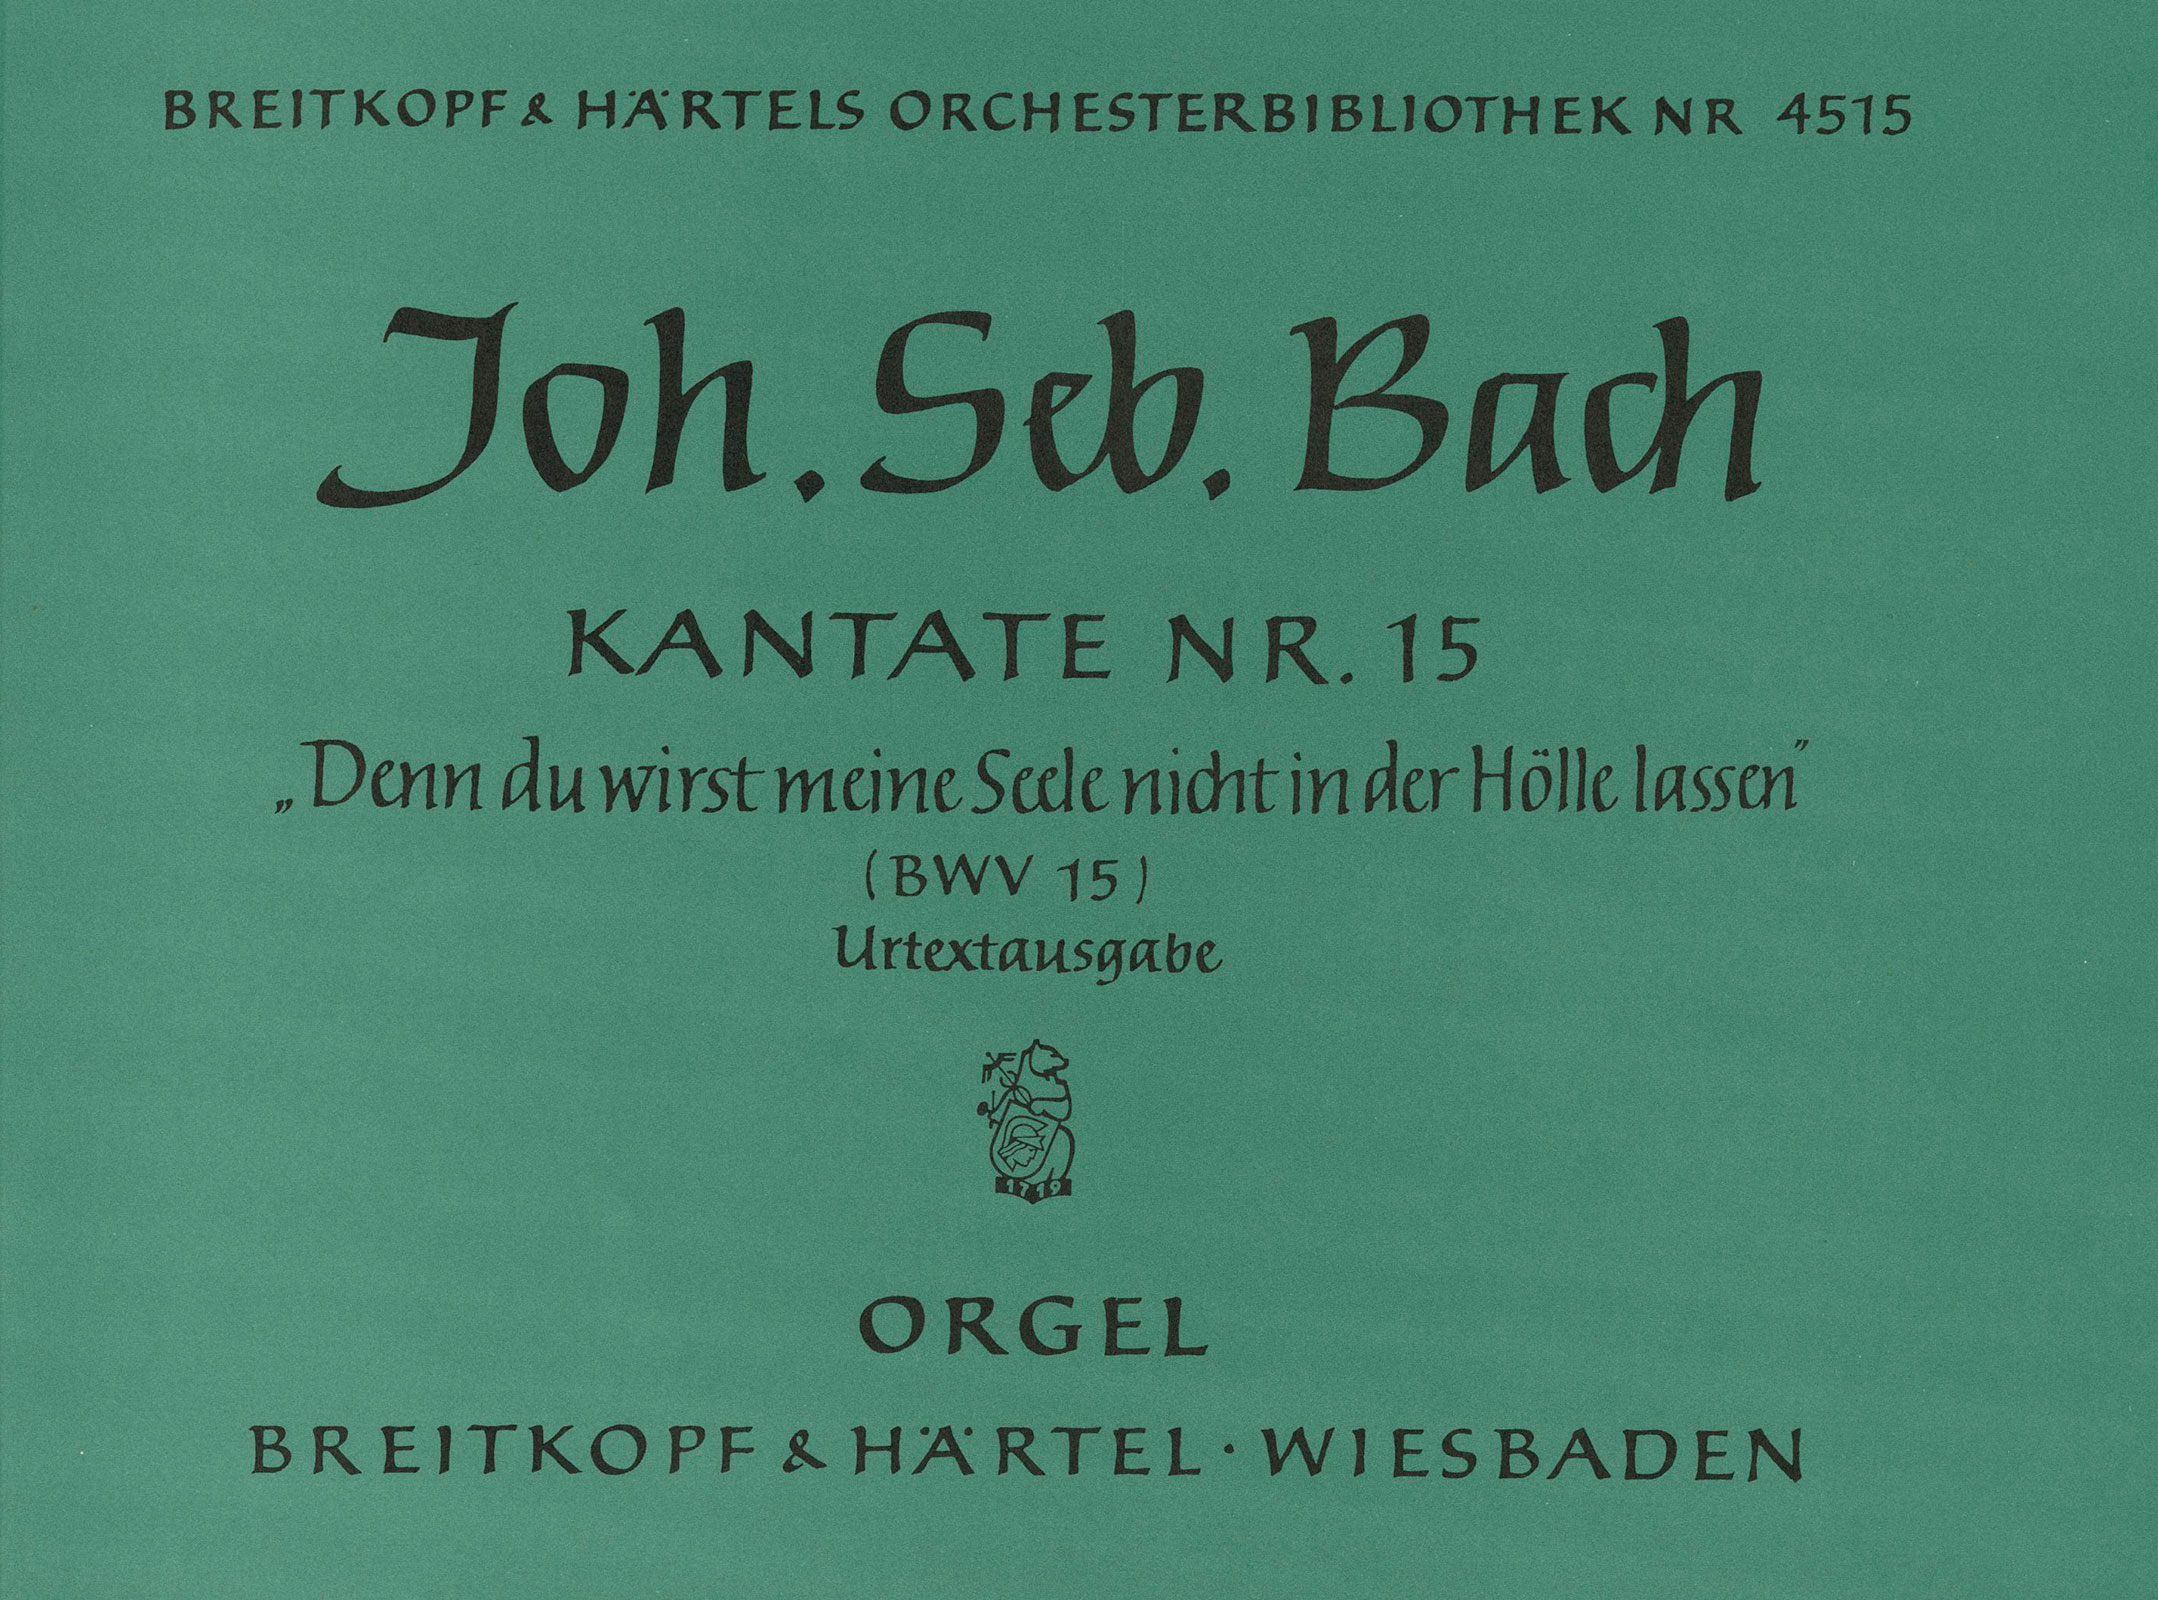 BREITKOPF & HÄRTELS ORCHESTERBIBLIOTHEK NR 4515
Joh. Seb. Bach
KANTATE NR. 15
„Denn du wirst meine Seele nicht in der Hölle lassen”
(BWV 15)
Urtextausgabe
1719
ORGEL
BREITKOPF & HÄRTEL · WIESBADEN